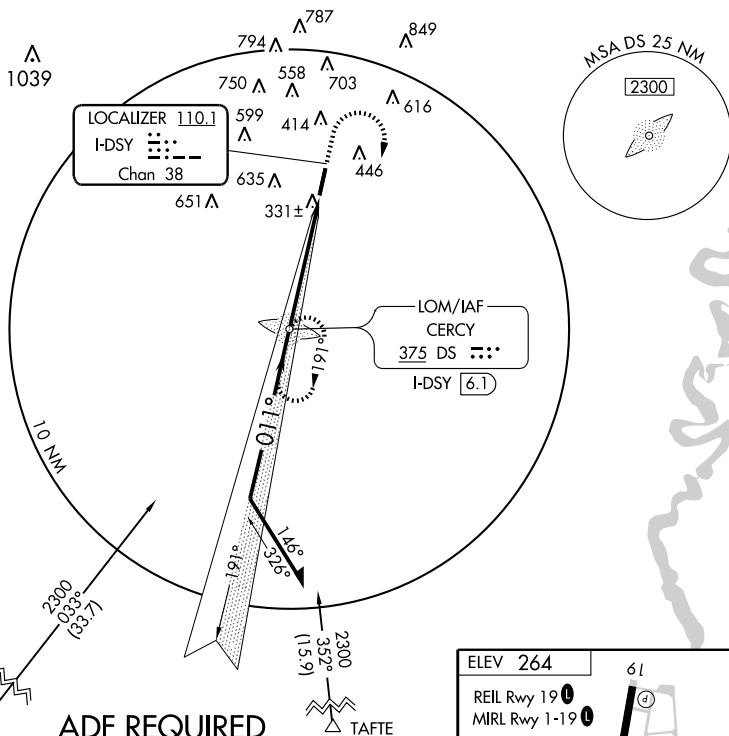 787
794
849
1039
MSA DS 25 NM
2300
750
558
703
616
599
414
LOCALIZER 110.1
I-DSY
Chan 38
446
635
651
331±
LOM/IAF
CERCY
375 DS
I-DSY 6.1
191°
011°
10 NM
146°
326°
191°
2300
033°
(33.7)
2300
352°
(15.9)
TAFTE
ADF REQUIRED
ELEV 264
REIL Rwy 19 L
MIRL Rwy 1-19 L
19
P